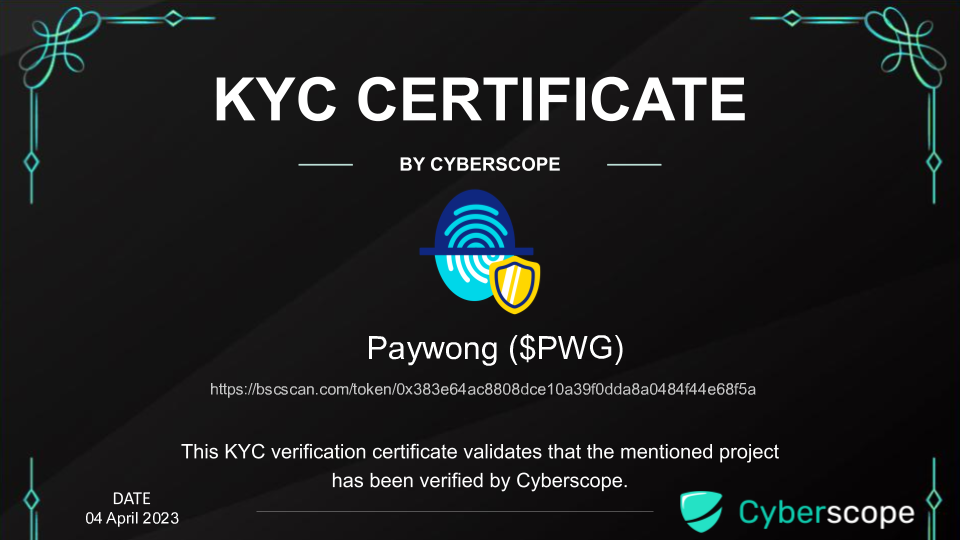 KYC CERTIFICATE
BY CYBERSCOPE
Paywong ($PWG)
https://bscscan.com/token/0x383e64ac8808dce10a39f0dda8a0484f44e68f5a
This KYC verification certificate validates that the mentioned project
has been verified by Cyberscope.
DATE
04 April 2023
Cyberscope